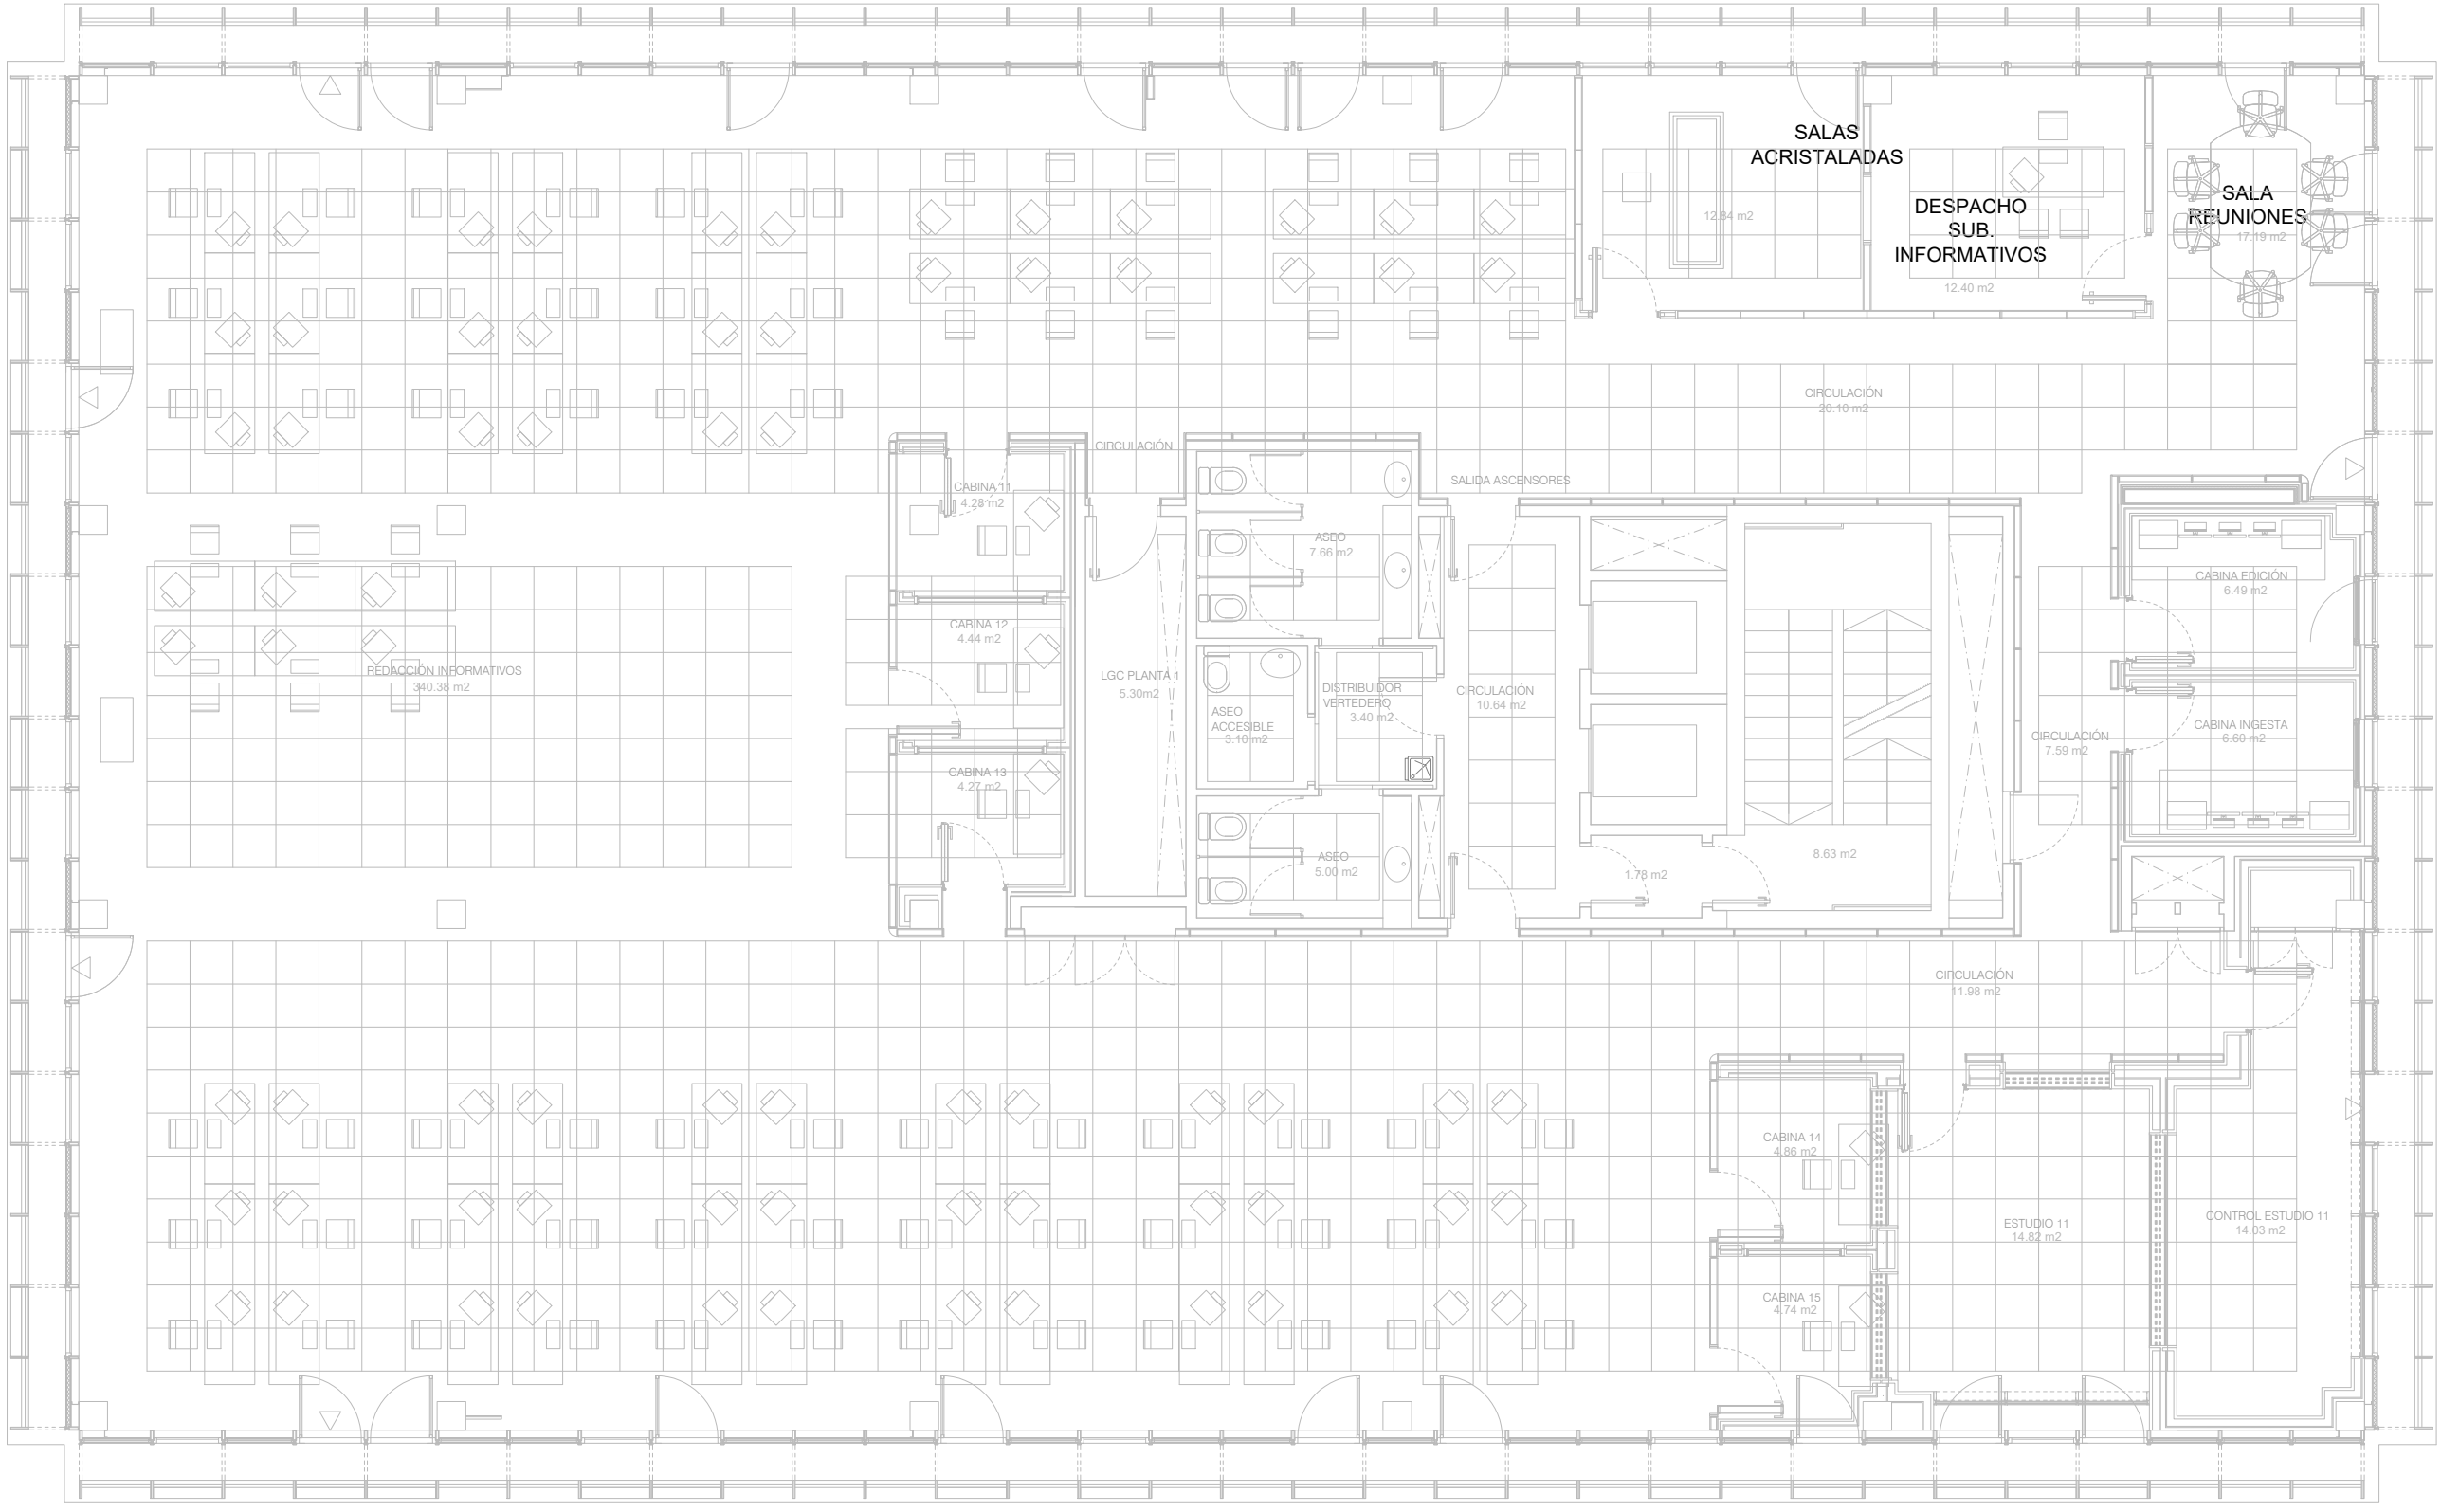 SALAS
ACRISTALADAS
12.84 m2
DESPACHO
SUB.
INFORMATIVOS
12.40 m2
SALA
REUNIONES
17.19 m2
CIRCULACIÓN
20.10 m2
CIRCULACIÓN
SALIDA ASCENSORES
CABINA 11
4.28 m2
ASEO
7.66 m2
CABINA EDICIÓN
6.49 m2
CABINA 12
4.44 m2
REDACCIÓN INFORMATIVOS
340.38 m2
LGC PLANTA 1
5.30m2
ASEO
ACCESIBLE
3.10 m2
DISTRIBUIDOR
VERTEDERO
3.40 m2
CIRCULACIÓN
10.64 m2
CIRCULACIÓN
7.59 m2
CABINA INGESTA
6.60 m2
CABINA 13
4.27 m2
ASEO
5.00 m2
1.78 m2
8.63 m2
CIRCULACIÓN
11.98 m2
CABINA 14
4.86 m2
ESTUDIO 11
14.82 m2
CONTROL ESTUDIO 11
14.03 m2
CABINA 15
4.74 m2